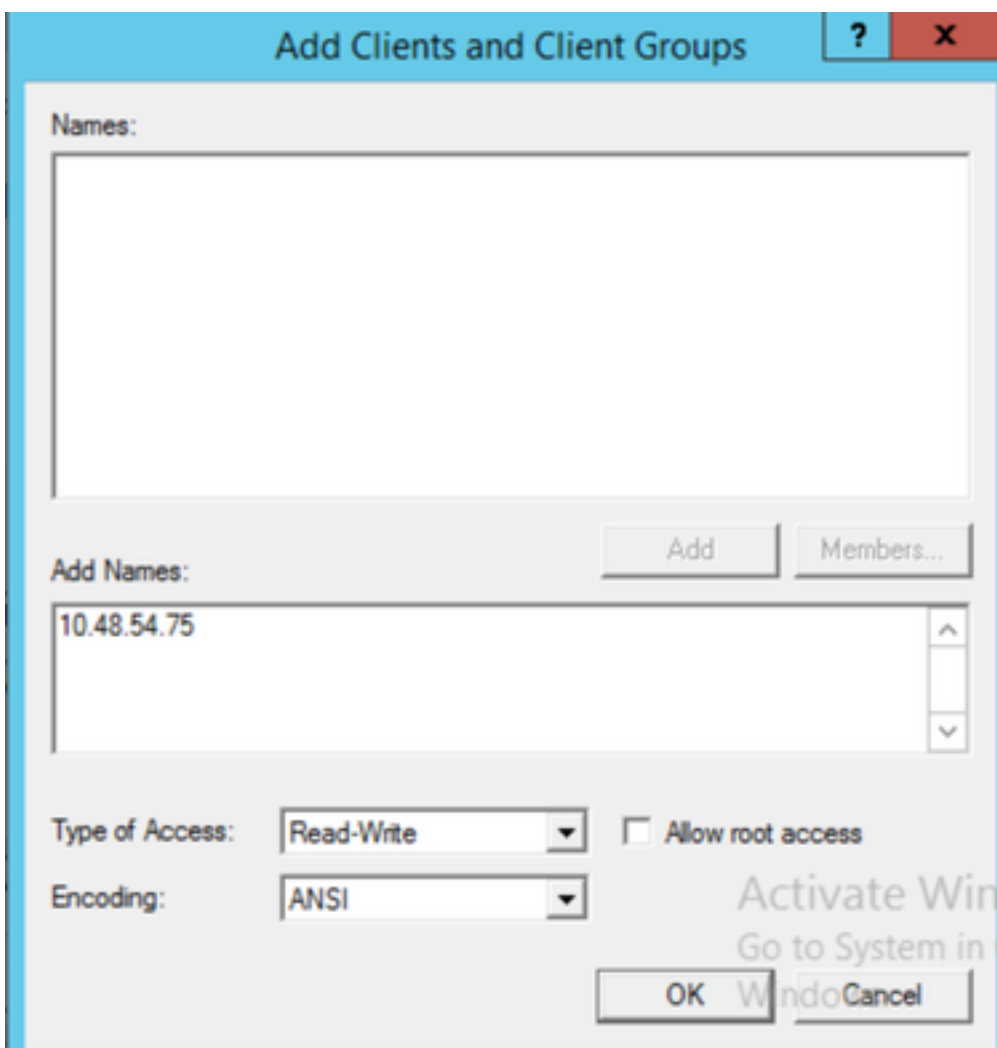 Add Clients and Client Groups
? x
Names:
Add Members...
Add Names:
10.48.54.75
Type of Access: Read-Write Allow root access
Encoding: ANSI
Activate Win
Go to System in
OK Cancel